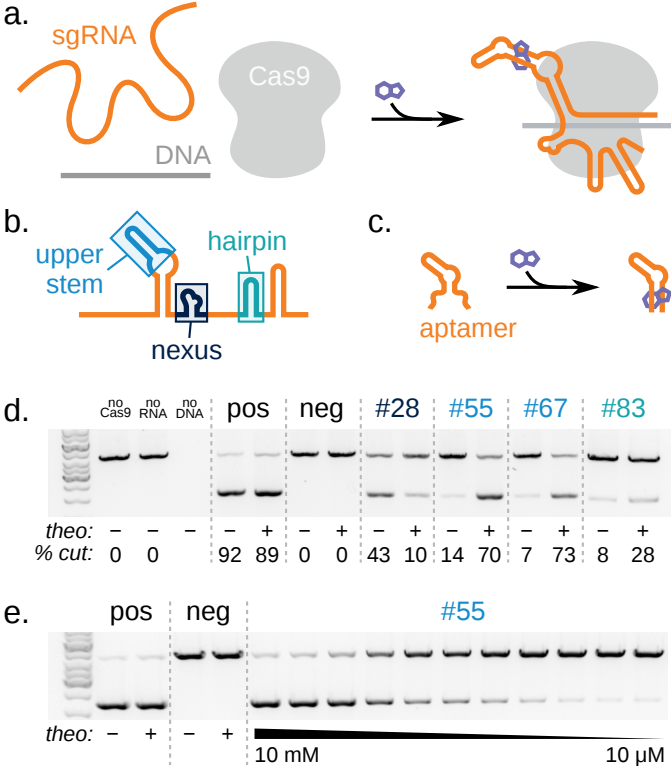 a.
sgRNA
Cas9
DNA
b.
upper
stem
hairpin
nexus
c.
aptamer
d.
no Cas9 no RNA no DNA pos neg #28 #55 #67 #83
theo: − − − − + − + − + − + − + − +
% cut: 0 0 92 89 0 0 43 10 14 70 7 73 8 28
e.
pos neg #55
theo: − + − +
10 mM 10 µM